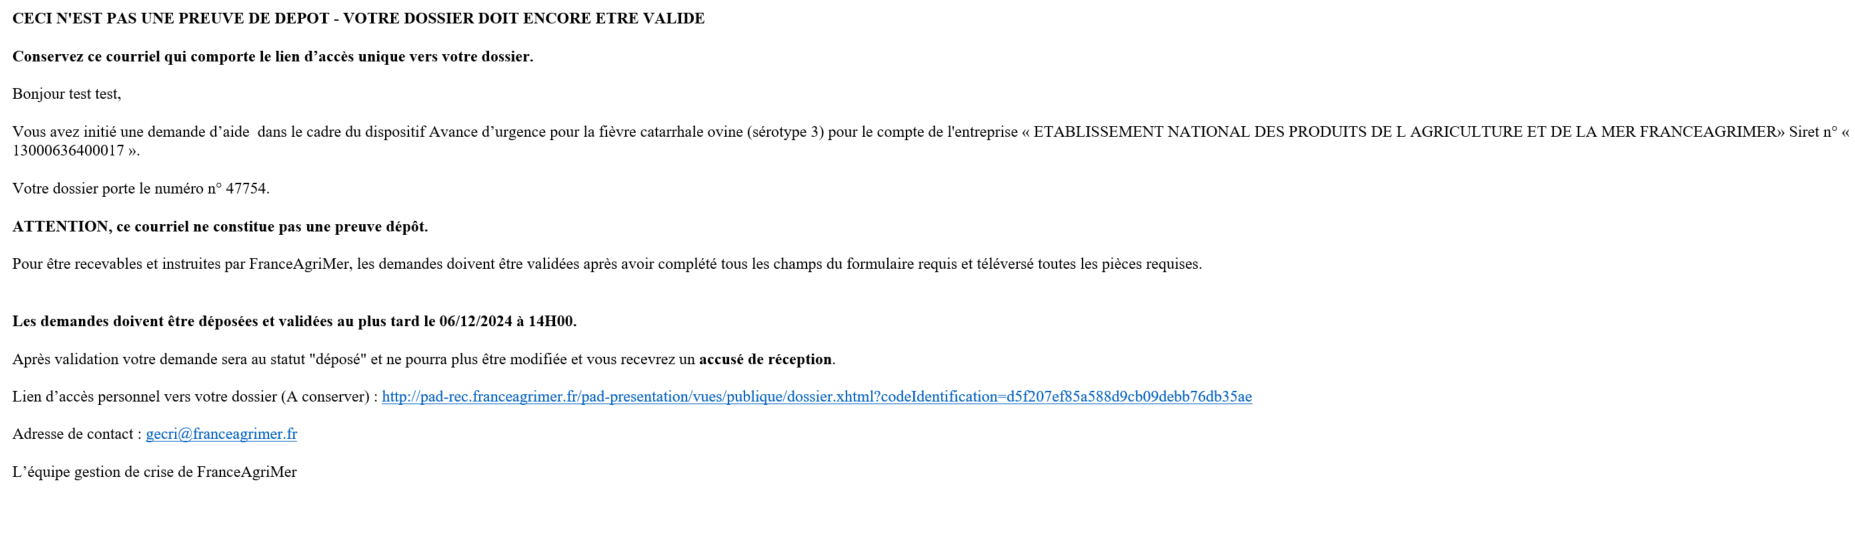 CECI N'EST PAS UNE PREUVE DE DEPOT - VOTRE DOSSIER DOIT ENCORE ETRE VALIDE
Conservez ce courriel qui comporte le lien d’accès unique vers votre dossier.
Bonjour test test,
Vous avez initié une demande d’aide  dans le cadre du dispositif Avance d’urgence pour la fièvre catarrhale ovine (sérotype 3) pour le compte de l'entreprise « ETABLISSEMENT NATIONAL DES PRODUITS DE L AGRICULTURE ET DE LA MER FRANCEAGRIMER» Siret n° «
13000636400017 ».
Votre dossier porte le numéro n° 47754.
ATTENTION, ce courriel ne constitue pas une preuve dépôt.
Pour être recevables et instruites par FranceAgriMer, les demandes doivent être validées après avoir complété tous les champs du formulaire requis et téléversé toutes les pièces requises.
Les demandes doivent être déposées et validées au plus tard le 06/12/2024 à 14H00.
Après validation votre demande sera au statut "déposé" et ne pourra plus être modifiée et vous recevrez un accusé de réception.
Lien d’accès personnel vers votre dossier (A conserver) : http://pad-rec.franceagrimer.fr/pad-presentation/vues/publique/dossier.xhtml?codeIdentification=d5f207ef85a588d9cb09debb76db35ae
Adresse de contact : gecri@franceagrimer.fr
L’équipe gestion de crise de FranceAgriMer